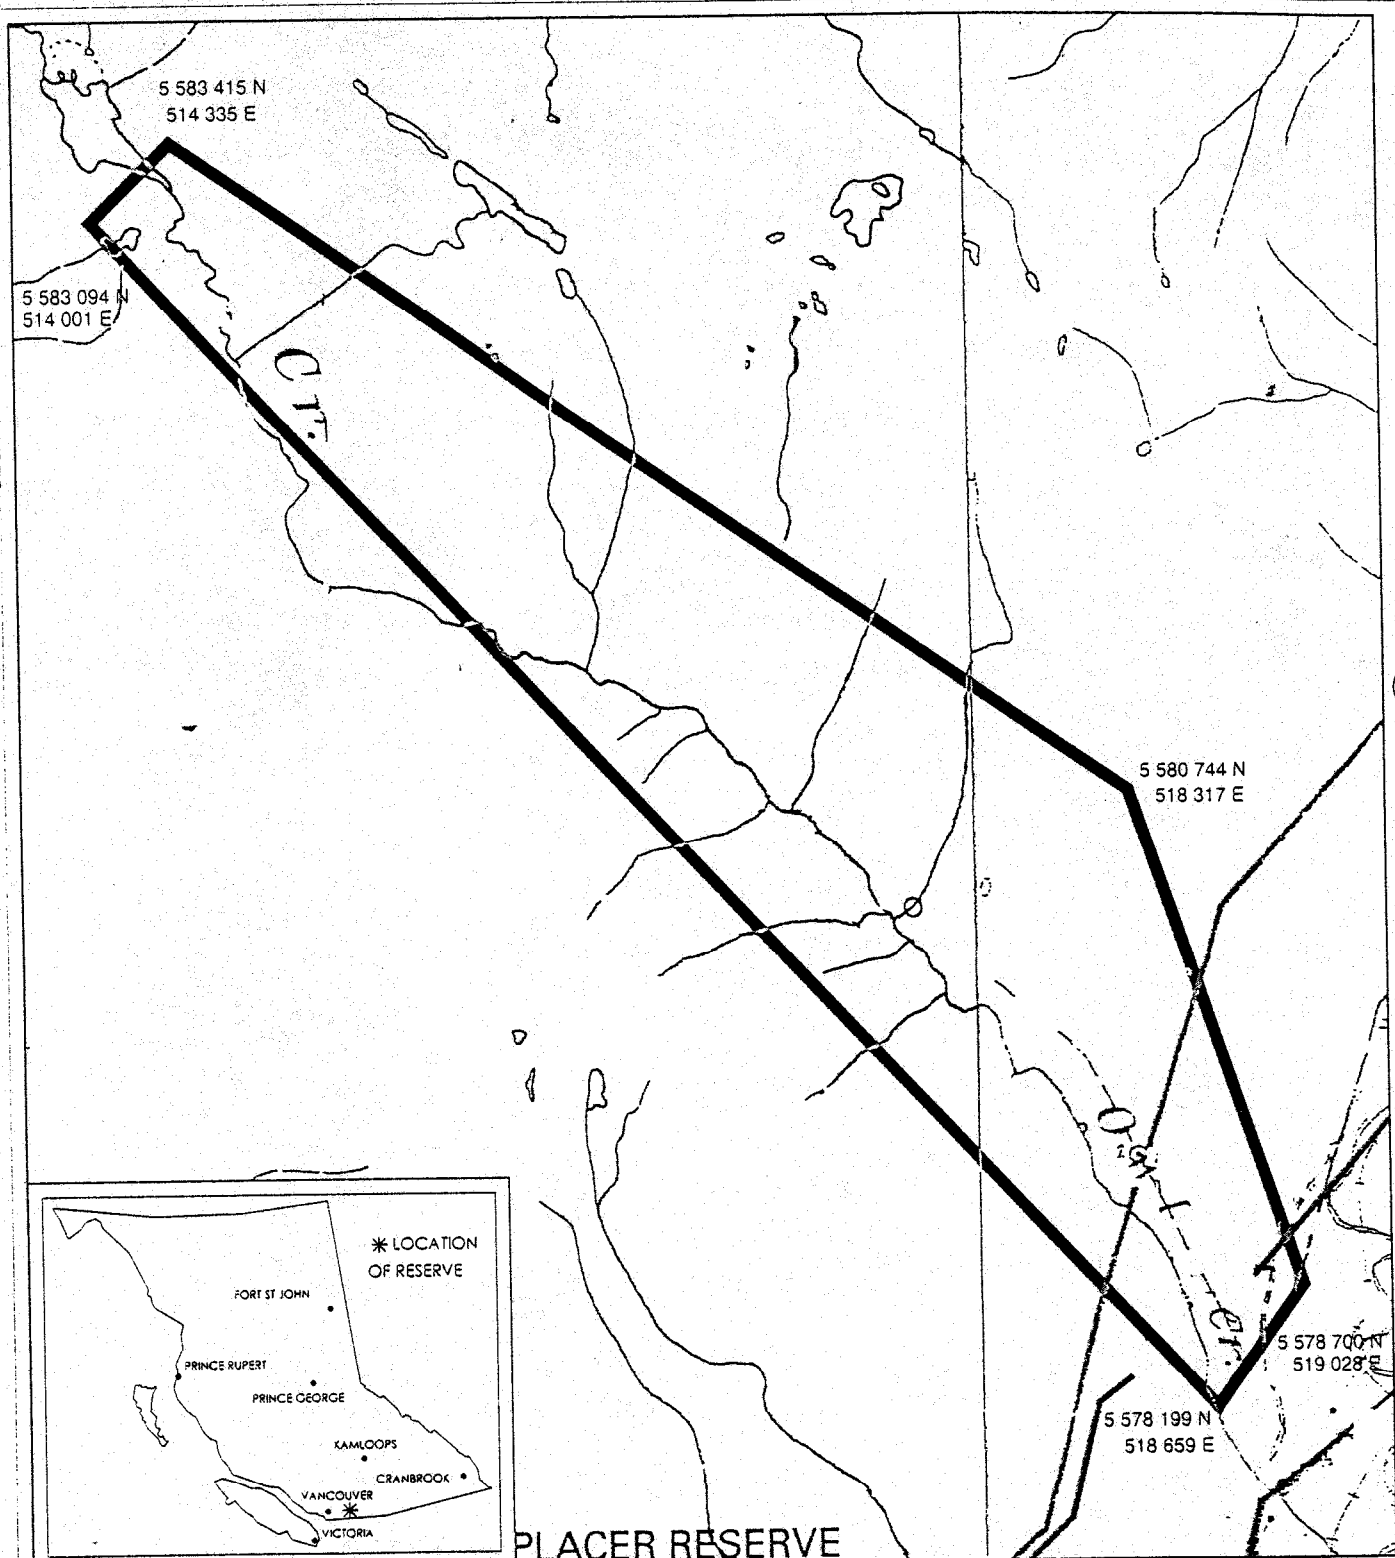 5 583 415 N
514 335 E
5 583 094 N
514 001 E
Cr.
5 580 744 N
518 317 E
Cr.
5 578 700 N
519 028 E
5 578 199 N
518 659 E
* LOCATION
OF RESERVE
FORT ST JOHN
PRINCE RUPERT
PRINCE GEORGE
KAMLOOPS
CRANBROOK
VANCOUVER
VICTORIA
PLACER RESERVE